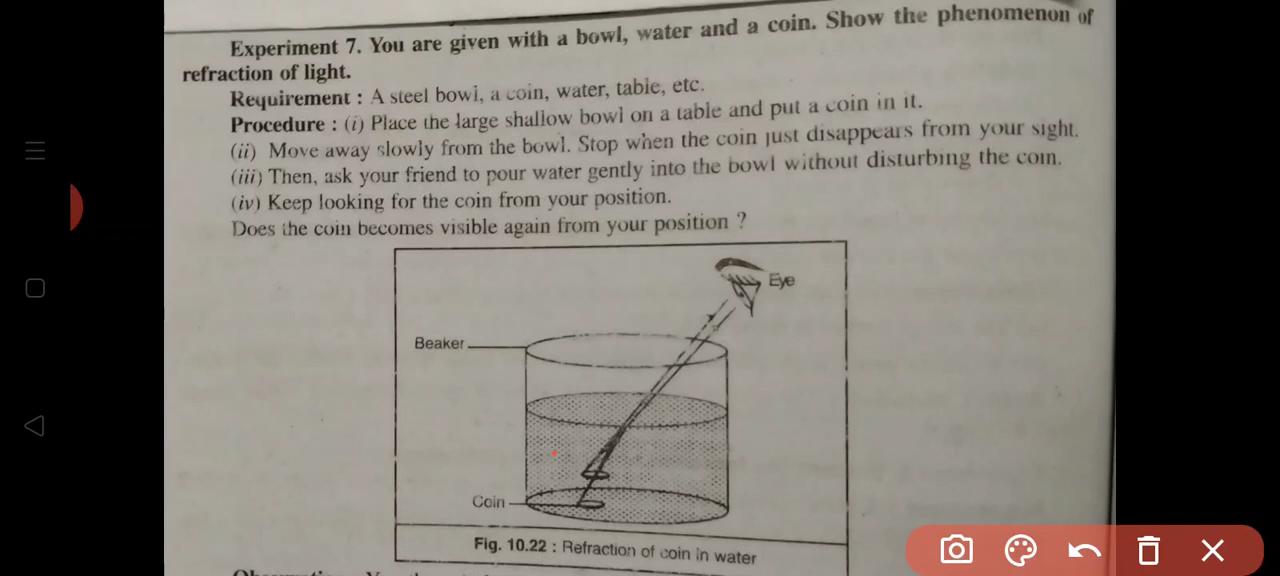 Experiment 7. You are given with a bowl, water and a coin. Show the phenomenon of
refraction of light.
Requirement : A steel bowl, a coin, water, table, etc.
Procedure : (i) Place the large shallow bowl on a table and put a coin in it.
(ii) Move away slowly from the bowl. Stop when the coin just disappears from your sight.
(iii) Then, ask your friend to pour water gently into the bowl without disturbing the coin.
(iv) Keep looking for the coin from your position.
Does the coin becomes visible again from your position ?
Eye
Beaker
Coin
Fig. 10.22 : Refraction of coin in water